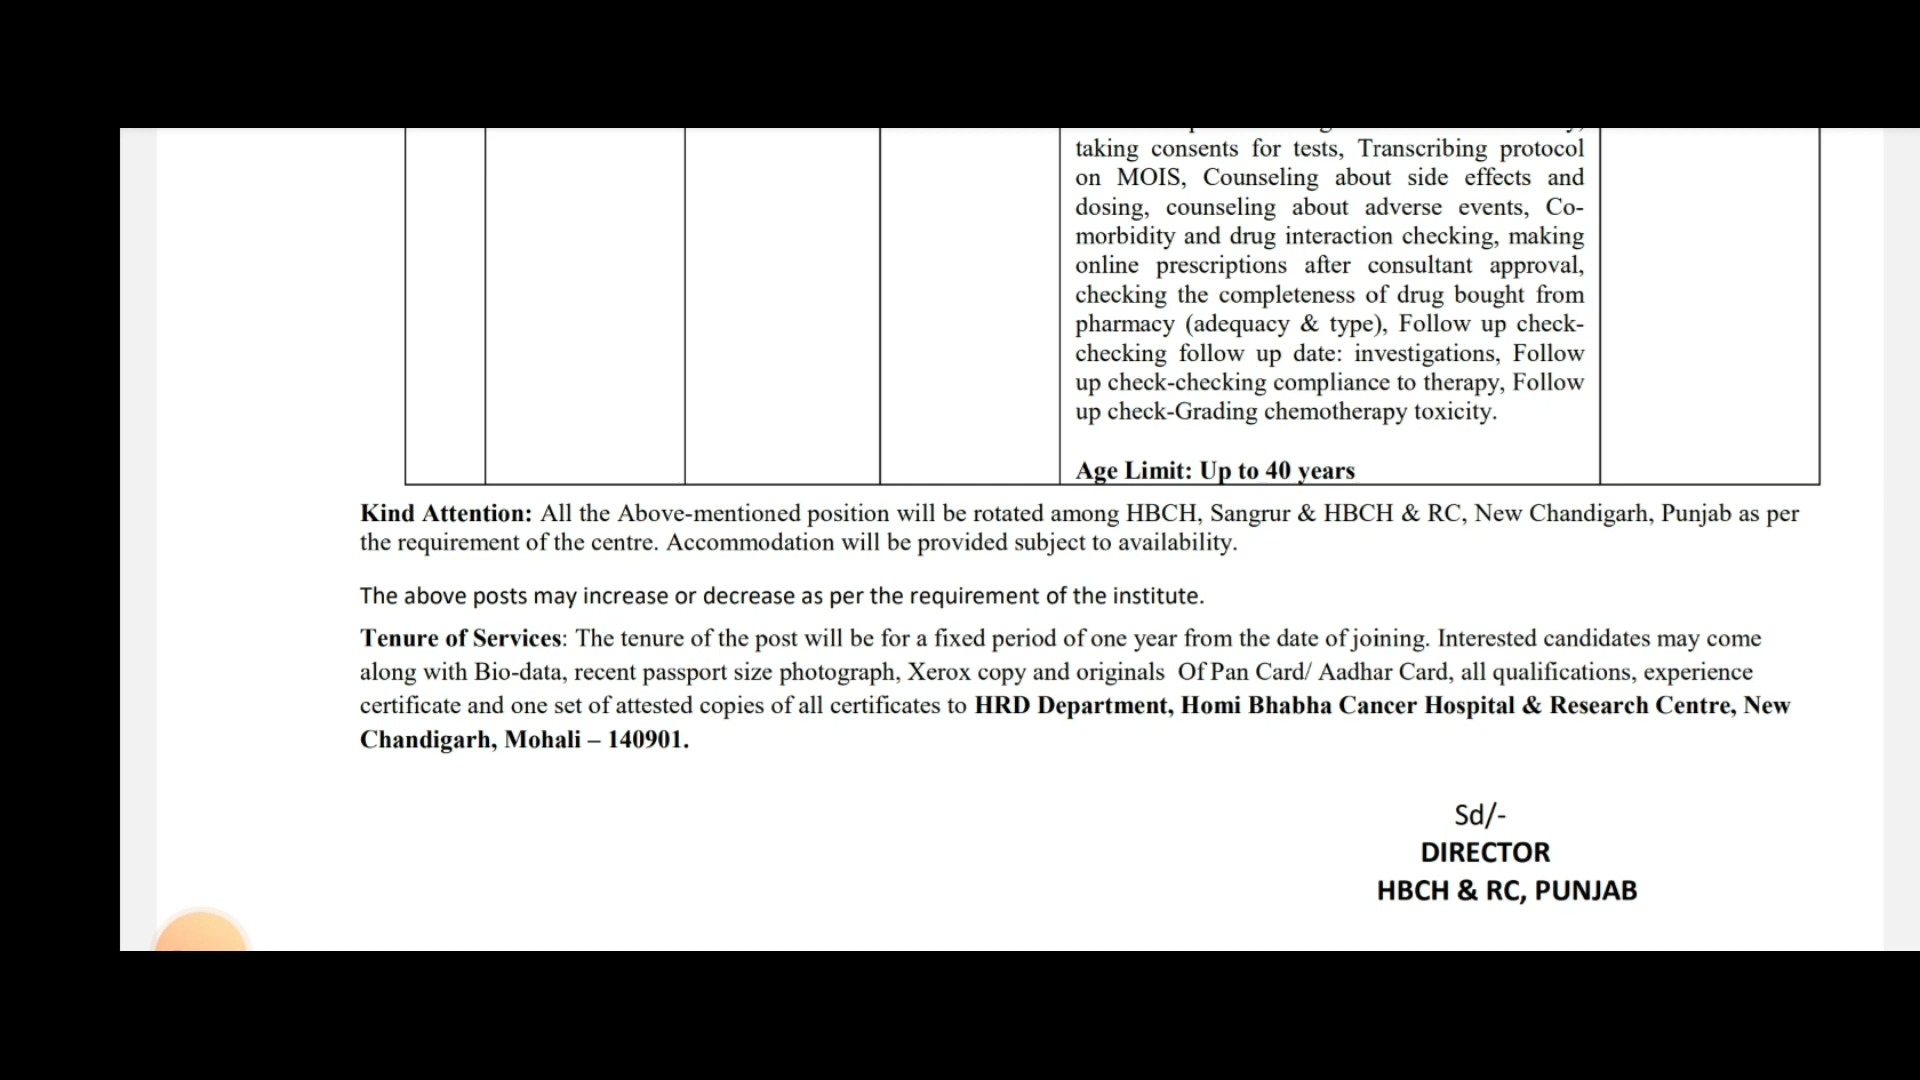 taking consents for tests, Transcribing protocol
on MOIS, Counseling about side effects and
dosing, counseling about adverse events, Co-
morbidity and drug interaction checking, making
online prescriptions after consultant approval,
checking the completeness of drug bought from
pharmacy (adequacy & type), Follow up check-
checking follow up date: investigations, Follow
up check-checking compliance to therapy, Follow
up check-Grading chemotherapy toxicity.
Age Limit: Up to 40 years
Kind Attention: All the Above-mentioned position will be rotated among HBCH, Sangrur & HBCH & RC, New Chandigarh, Punjab as per
the requirement of the centre. Accommodation will be provided subject to availability.
The above posts may increase or decrease as per the requirement of the institute.
Tenure of Services: The tenure of the post will be for a fixed period of one year from the date of joining. Interested candidates may come
along with Bio-data, recent passport size photograph, Xerox copy and originals Of Pan Card/ Aadhar Card, all qualifications, experience
certificate and one set of attested copies of all certificates to HRD Department, Homi Bhabha Cancer Hospital & Research Centre, New
Chandigarh, Mohali – 140901.
Sd/-
DIRECTOR
HBCH & RC, PUNJAB